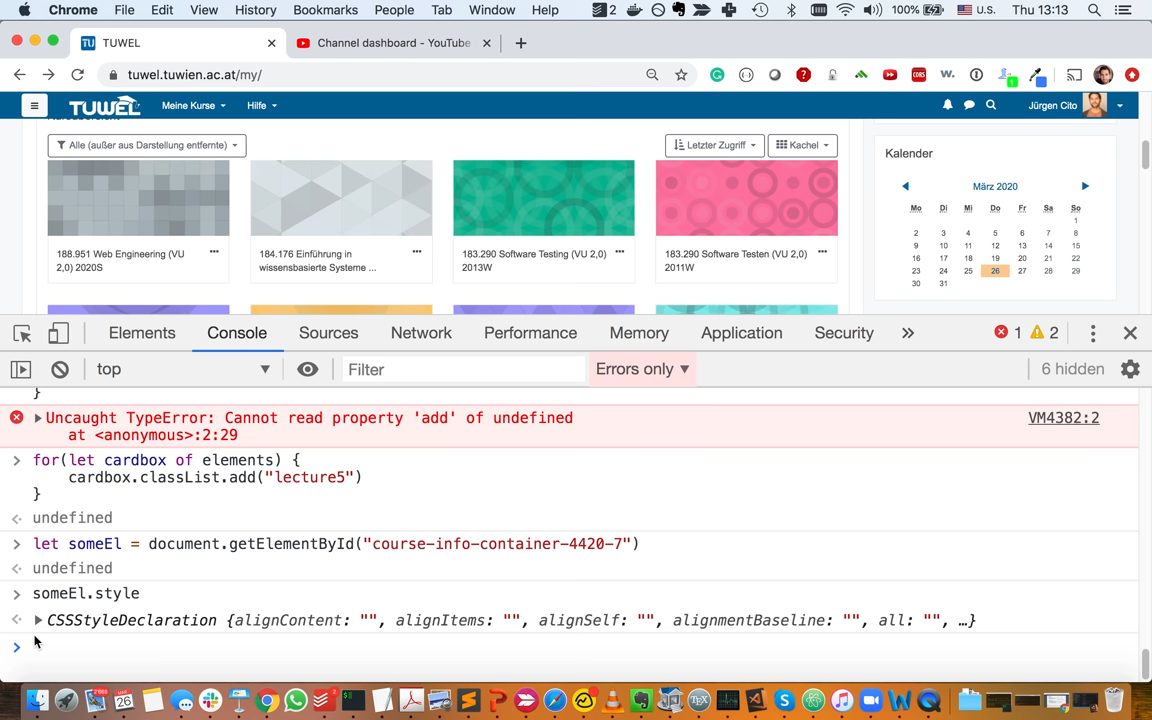 Chrome File Edit View History Bookmarks People Tab Window Help 2 100% U.S. Thu 13:13
TU TUWEL Channel dashboard - YouTube
tuwel.tuwien.ac.at/my/
TUWEL Meine Kurse Hilfe Jürgen Cito
Alle (außer aus Darstellung entfernte) Letzter Zugriff Kachel
188.951 Web Engineering (VU
2,0) 2020S
184.176 Einführung in
wissensbasierte Systeme ...
183.290 Software Testing (VU 2,0)
2013W
183.290 Software Testen (VU 2,0)
2011W
Kalender
März 2020
Mo Di Mi Do Fr Sa So
1
2 3 4 5 6 7 8
9 10 11 12 13 14 15
16 17 18 19 20 21 22
23 24 25 26 27 28 29
30 31
Elements Console Sources Network Performance Memory Application Security » 1 2
top Filter Errors only 6 hidden
}
Uncaught TypeError: Cannot read property 'add' of undefined VM4382:2
at <anonymous>:2:29
for(let cardbox of elements) {
cardbox.classList.add("lecture5")
}
undefined
let someEl = document.getElementById("course-info-container-4420-7")
undefined
someEl.style
CSSStyleDeclaration {alignContent: "", alignItems: "", alignSelf: "", alignmentBaseline: "", all: "", …}